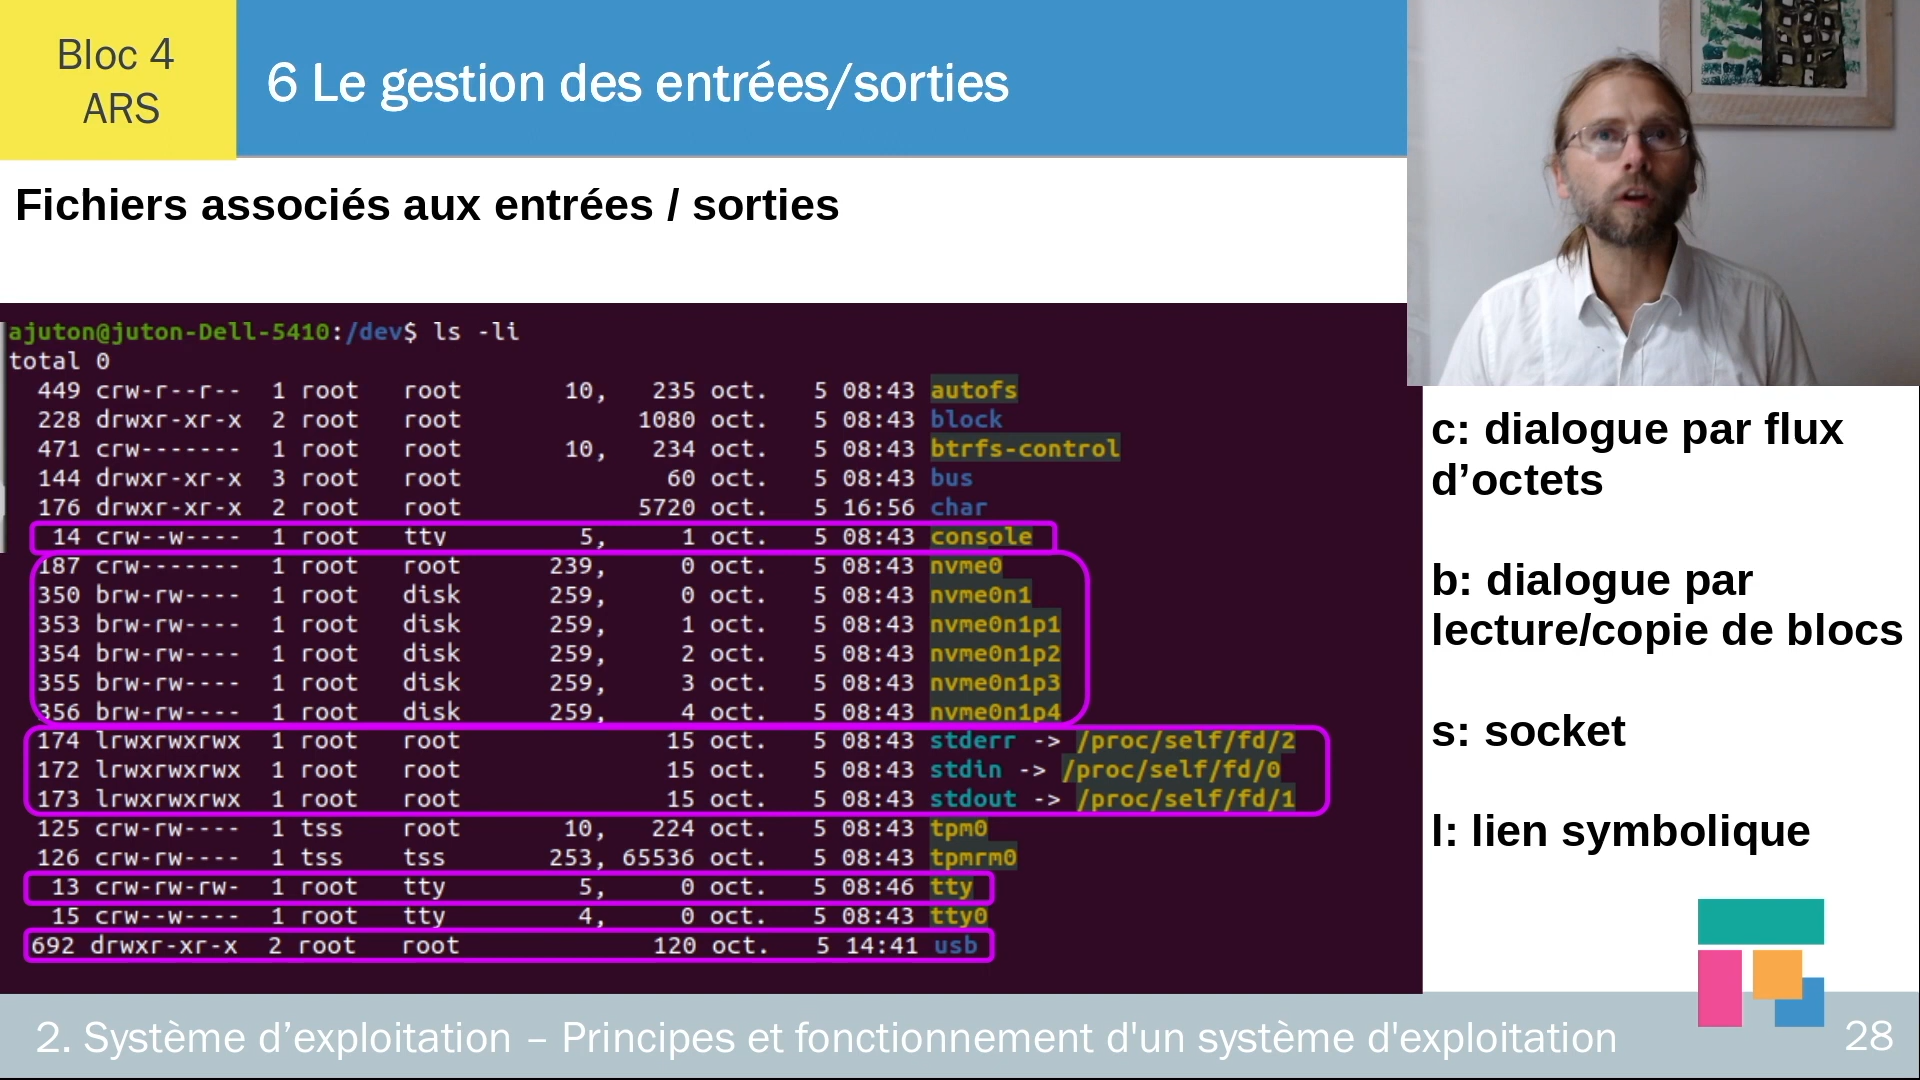 Bloc 4
ARS
6 Le gestion des entrées/sorties
Fichiers associés aux entrées / sorties
ajuton@juton-Dell-5410:/dev$ ls -li
total 0
449 crw-r--r-- 1 root root 10, 235 oct. 5 08:43 autofs
228 drwxr-xr-x 2 root root 1080 oct. 5 08:43 block
471 crw------- 1 root root 10, 234 oct. 5 08:43 btrfs-control
144 drwxr-xr-x 3 root root 60 oct. 5 08:43 bus
176 drwxr-xr-x 2 root root 5720 oct. 5 16:56 char
14 crw--w---- 1 root tty 5, 1 oct. 5 08:43 console
187 crw------- 1 root root 239, 0 oct. 5 08:43 nvme0
350 brw-rw---- 1 root disk 259, 0 oct. 5 08:43 nvme0n1
353 brw-rw---- 1 root disk 259, 1 oct. 5 08:43 nvme0n1p1
354 brw-rw---- 1 root disk 259, 2 oct. 5 08:43 nvme0n1p2
355 brw-rw---- 1 root disk 259, 3 oct. 5 08:43 nvme0n1p3
356 brw-rw---- 1 root disk 259, 4 oct. 5 08:43 nvme0n1p4
174 lrwxrwxrwx 1 root root 15 oct. 5 08:43 stderr -> /proc/self/fd/2
172 lrwxrwxrwx 1 root root 15 oct. 5 08:43 stdin -> /proc/self/fd/0
173 lrwxrwxrwx 1 root root 15 oct. 5 08:43 stdout -> /proc/self/fd/1
125 crw-rw---- 1 tss root 10, 224 oct. 5 08:43 tpm0
126 crw-rw---- 1 tss tss 253, 65536 oct. 5 08:43 tpmrm0
13 crw-rw-rw- 1 root tty 5, 0 oct. 5 08:46 tty
15 crw--w---- 1 root tty 4, 0 oct. 5 08:43 tty0
692 drwxr-xr-x 2 root root 120 oct. 5 14:41 usb
c: dialogue par flux
d’octets
b: dialogue par
lecture/copie de blocs
s: socket
l: lien symbolique
2. Système d’exploitation – Principes et fonctionnement d'un système d'exploitation
28